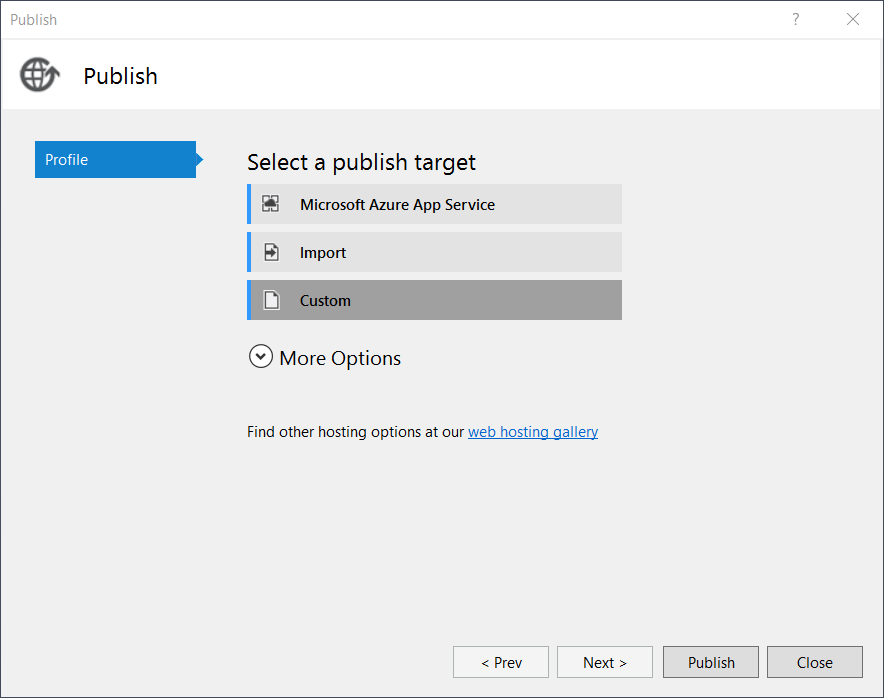 Publish
?
Publish
Profile
Select a publish target
Microsoft Azure App Service
Import
Custom
More Options
Find other hosting options at our web hosting gallery
< Prev
Next >
Publish
Close